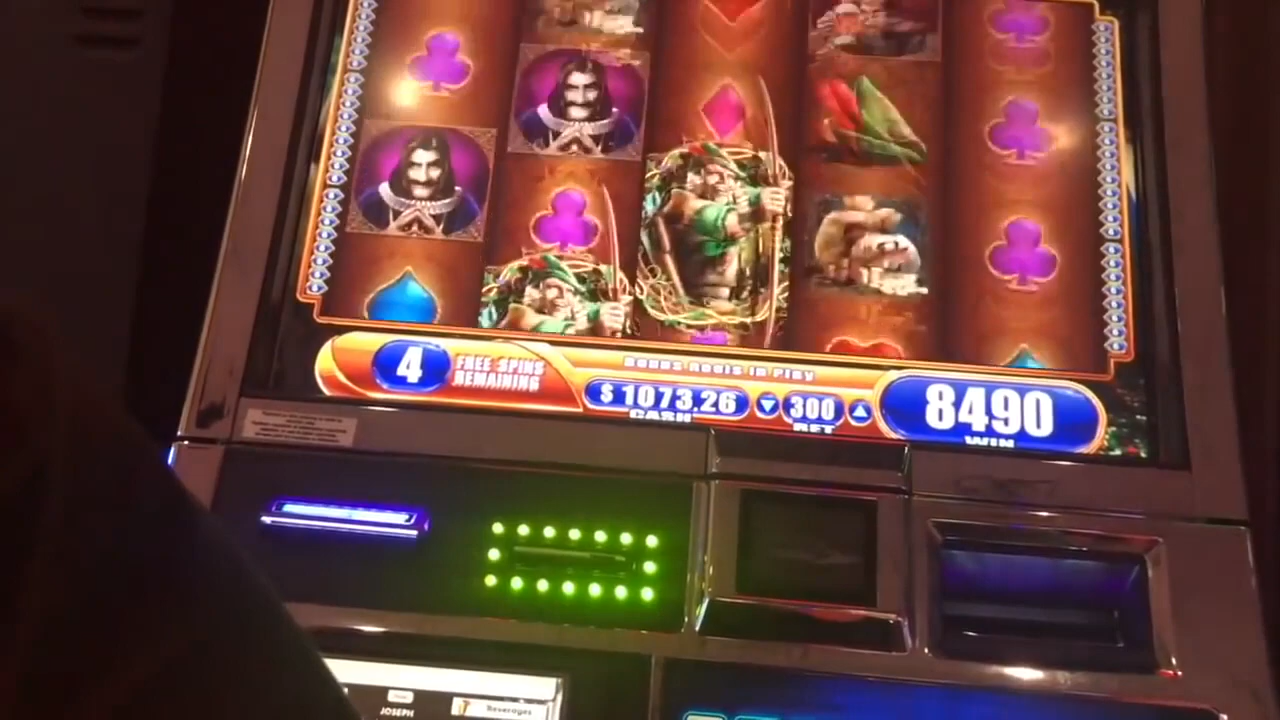 4
FREE SPINS
REMAINING
BONUS REELS IN PLAY
$ 1073.26
CASH
300
BET
8490
WIN
JOSEPH
Beverages